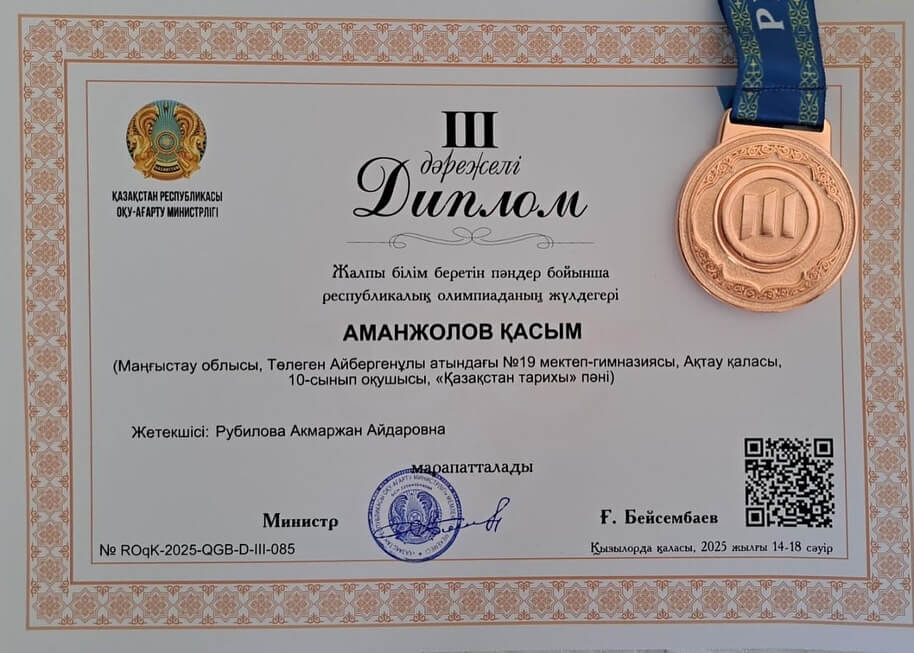 Р
III
ҚАЗАҚСТАН РЕСПУБЛИКАСЫ
ОҚУ-АҒАРТУ МИНИСТРЛІГІ
III
дәрежелі
Диплом
Жалпы білім беретін пәндер бойынша
республикалық олимпиаданың жүлдегері
АМАНЖОЛОВ ҚАСЫМ
(Маңғыстау облысы, Төлеген Айбергенұлы атындағы №19 мектеп-гимназиясы, Ақтау қаласы,
10-сынып оқушысы, «Қазақстан тарихы» пәні)
Жетекшісі: Рубилова Акмаржан Айдаровна
марапатталады
Министр
Ғ. Бейсембаев
№ ROqK-2025-QGB-D-III-085
Қызылорда қаласы, 2025 жылғы 14-18 сәуір